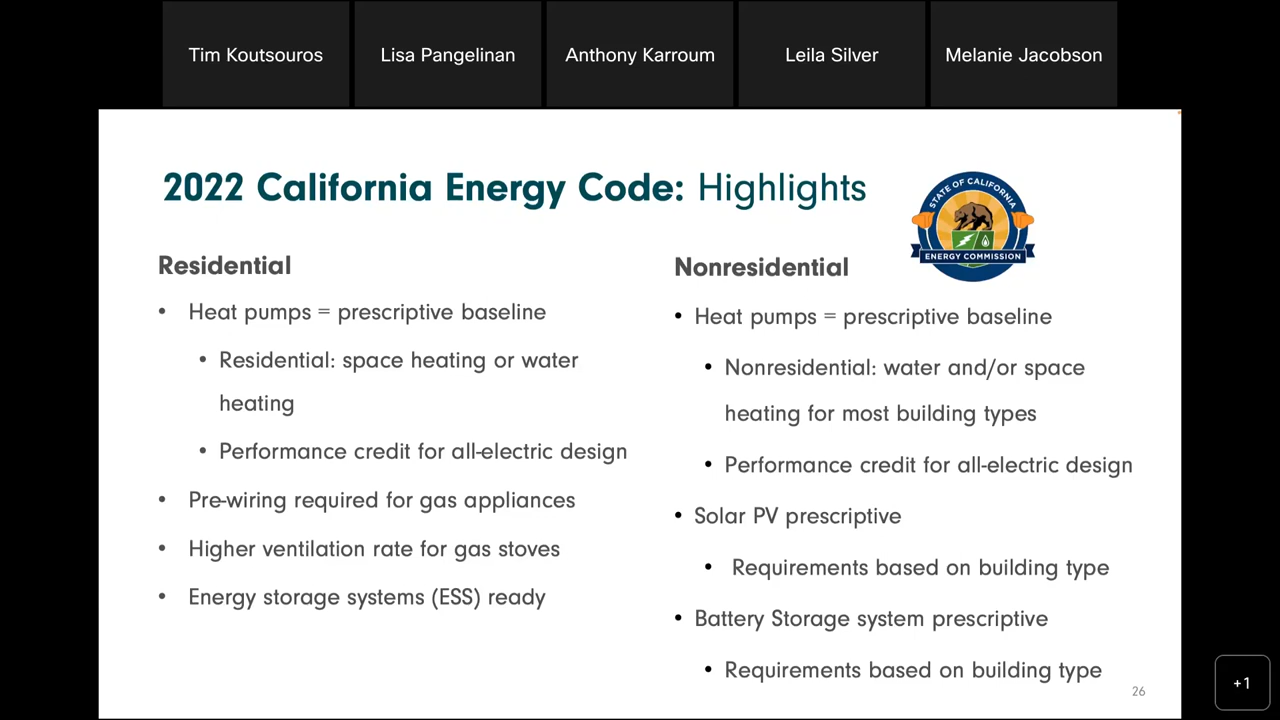 Tim Koutsouros
Lisa Pangelinan
Anthony Karroum
Leila Silver
Melanie Jacobson
2022 California Energy Code: Highlights
STATE OF CALIFORNIA
ENERGY COMMISSION
Residential
• Heat pumps = prescriptive baseline
• Residential: space heating or water
heating
• Performance credit for all-electric design
• Pre-wiring required for gas appliances
• Higher ventilation rate for gas stoves
• Energy storage systems (ESS) ready
Nonresidential
• Heat pumps = prescriptive baseline
• Nonresidential: water and/or space
heating for most building types
• Performance credit for all-electric design
• Solar PV prescriptive
• Requirements based on building type
• Battery Storage system prescriptive
• Requirements based on building type
26
+1